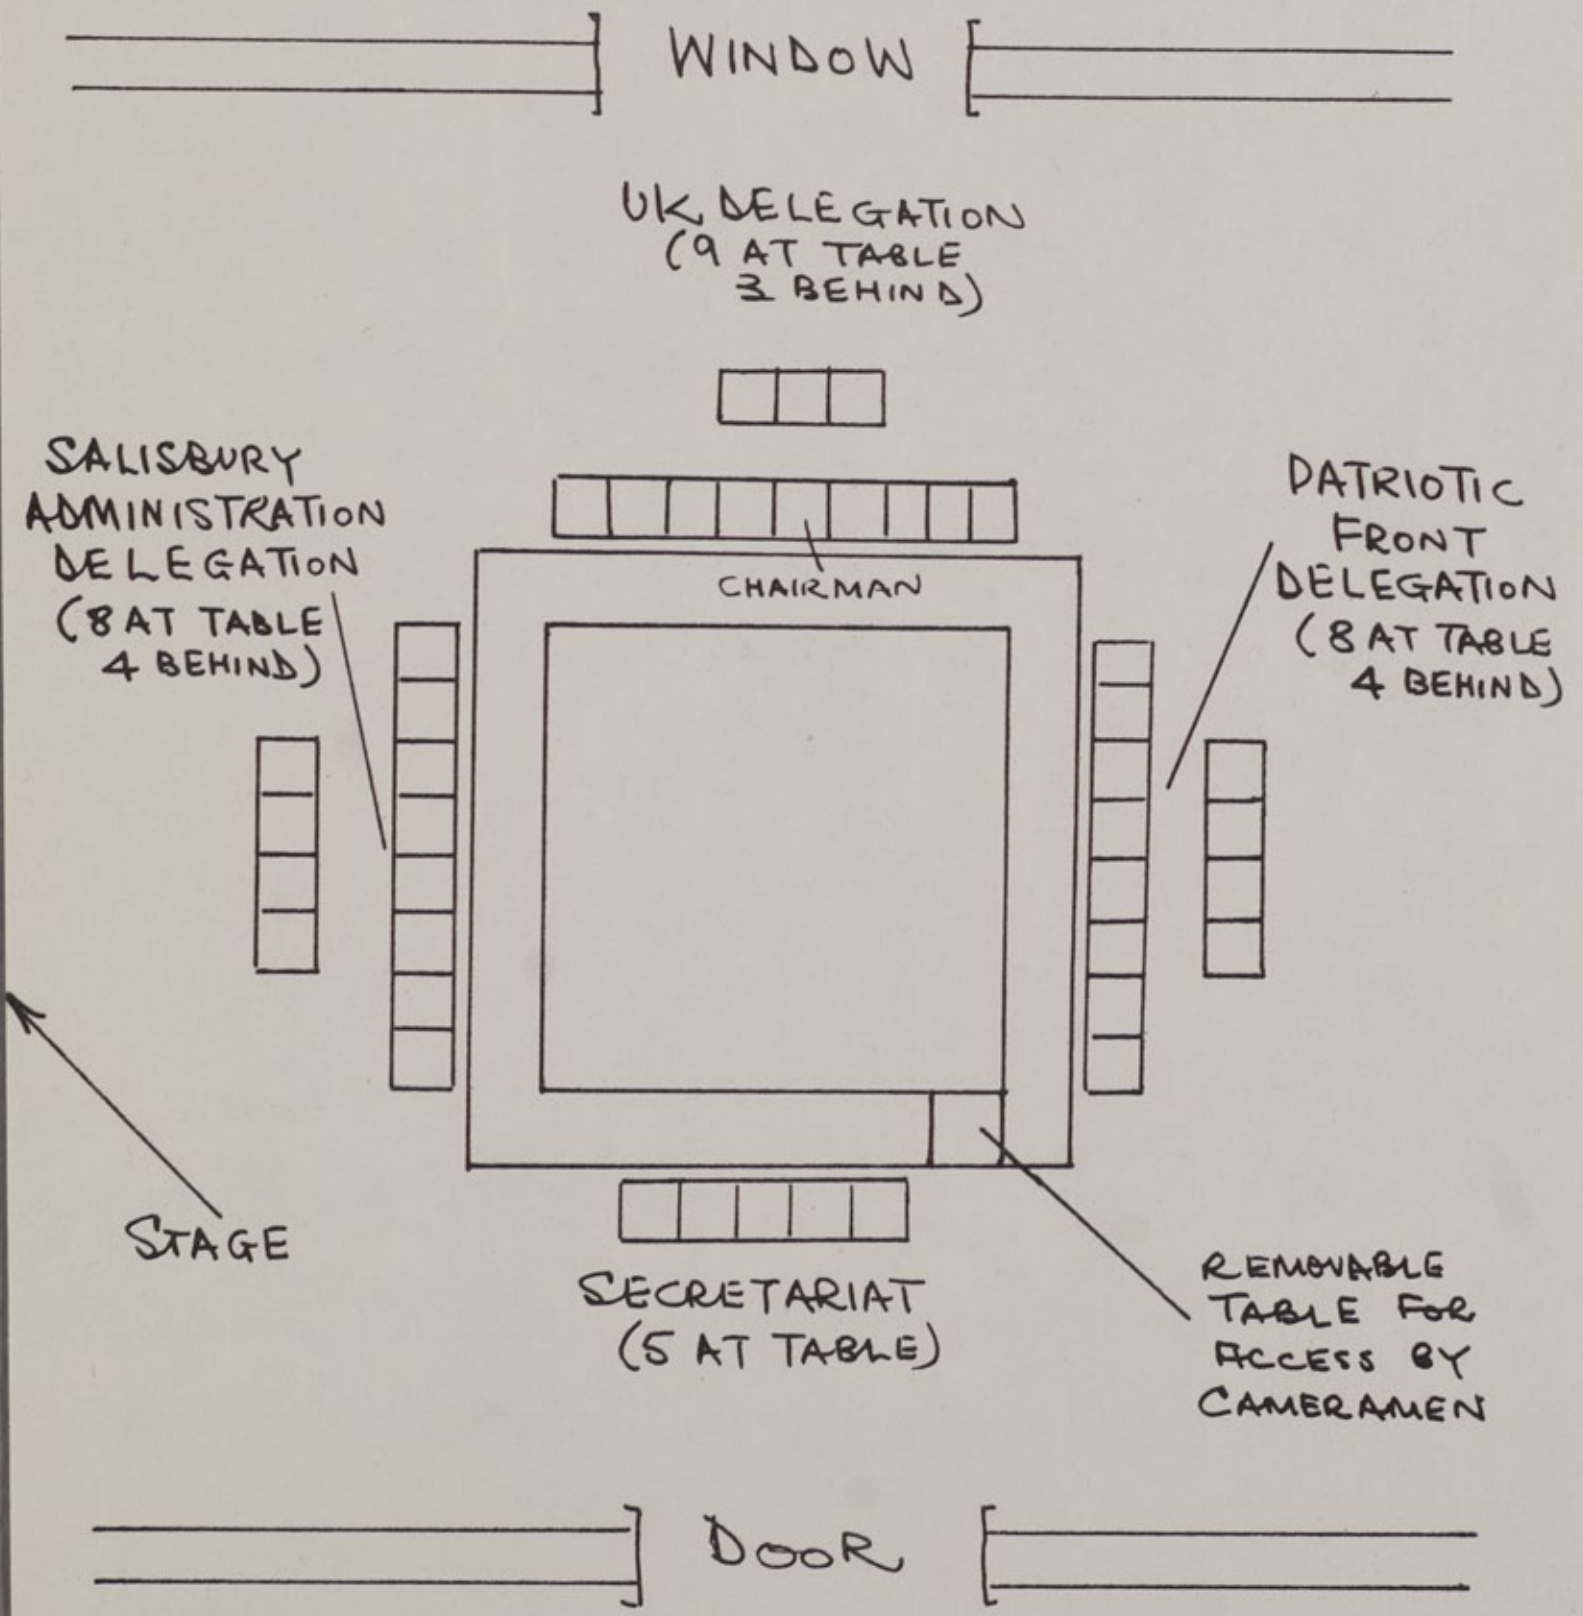 WINDOW
UK DELEGATION
(9 AT TABLE
3 BEHIND)
SALISBURY
ADMINISTRATION
DELEGATION
(8 AT TABLE
4 BEHIND)
PATRIOTIC
FRONT
DELEGATION
(8 AT TABLE
4 BEHIND)
CHAIRMAN
STAGE
SECRETARIAT
(5 AT TABLE)
REMOVABLE
TABLE FOR
ACCESS BY
CAMERAMEN
DOOR